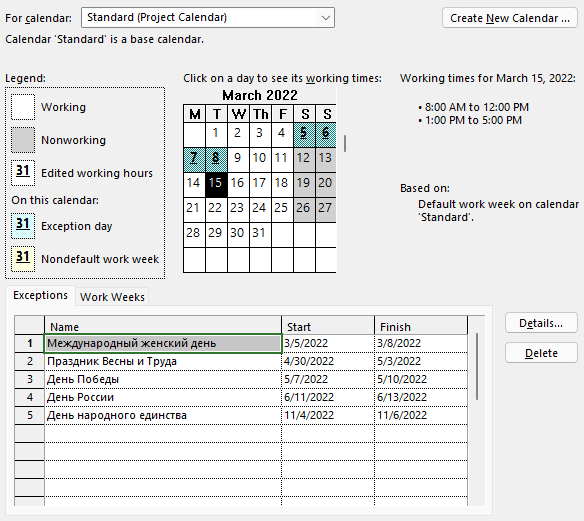 For calendar: Standard (Project Calendar) Create New Calendar ...
Calendar 'Standard' is a base calendar.
Legend:
Working
Nonworking
31 Edited working hours
On this calendar:
31 Exception day
31 Nondefault work week
Click on a day to see its working times:
March 2022
M T W Th F S S
1 2 3 4 5 6
7 8 9 10 11 12 13
14 15 16 17 18 19 20
21 22 23 24 25 26 27
28 29 30 31
Working times for March 15, 2022:
• 8:00 AM to 12:00 PM
• 1:00 PM to 5:00 PM
Based on:
Default work week on calendar
'Standard'.
Exceptions Work Weeks
Name Start Finish
1 Международный женский день 3/5/2022 3/8/2022
2 Праздник Весны и Труда 4/30/2022 5/3/2022
3 День Победы 5/7/2022 5/10/2022
4 День России 6/11/2022 6/13/2022
5 День народного единства 11/4/2022 11/6/2022
Details...
Delete